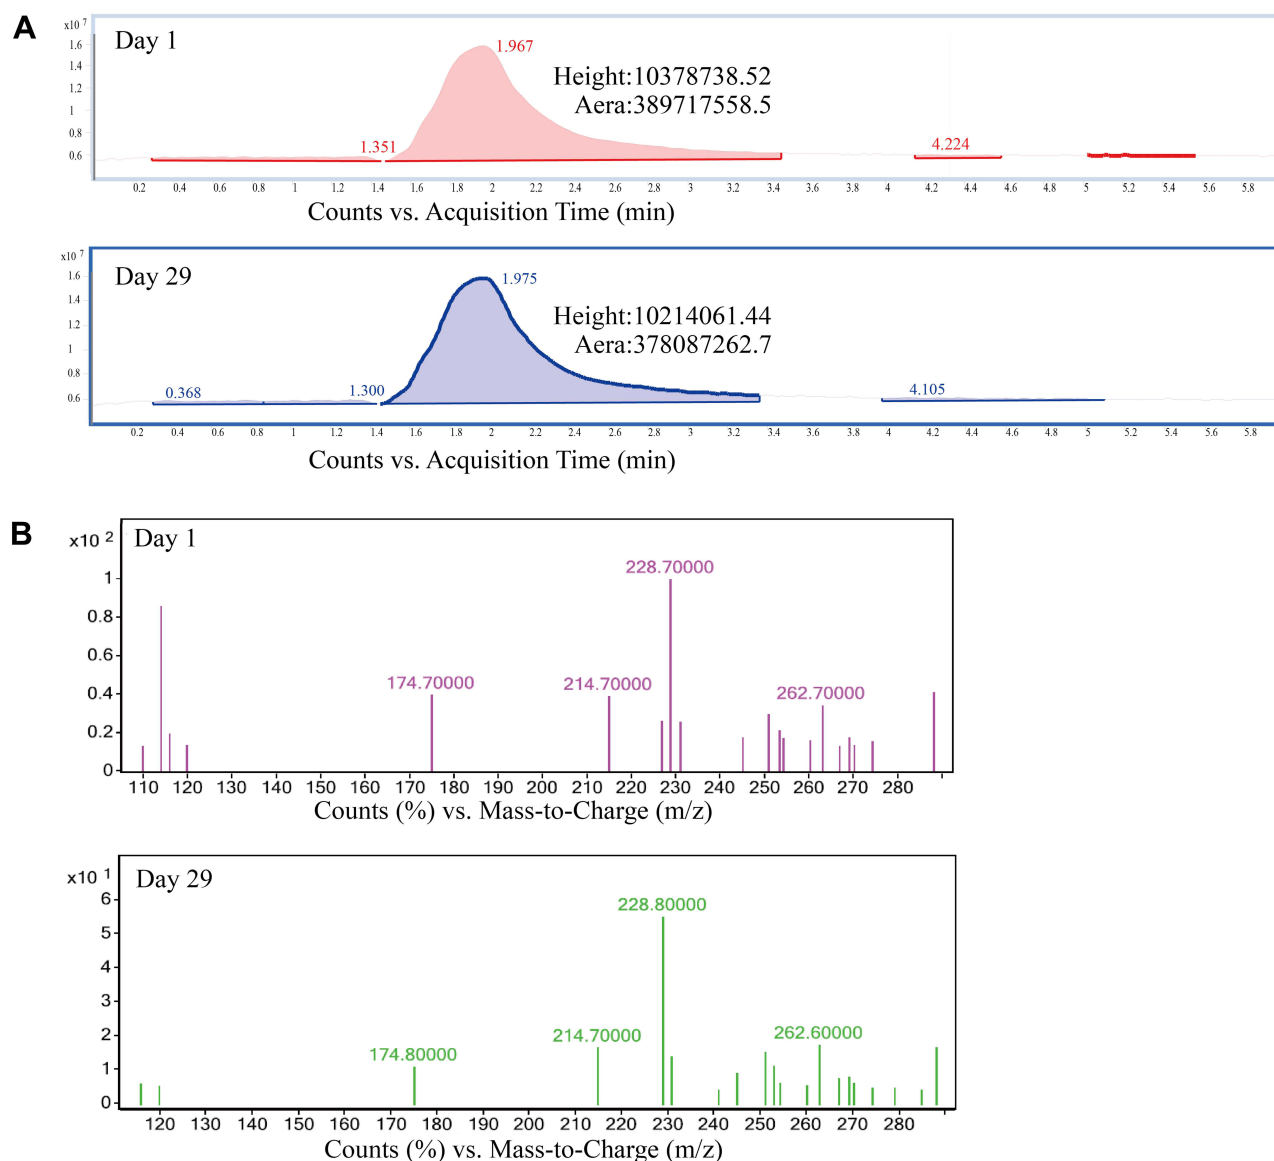 A
x10 7
Day 1
1.6
1.4
1.2
1
0.8
0.6
1.967
Height:10378738.52
Aera:389717558.5
1.351
4.224
0.2 0.4 0.6 0.8 1 1.2 1.4 1.6 1.8 2 2.2 2.4 2.6 2.8 3 3.2 3.4 3.6 3.8 4 4.2 4.4 4.6 4.8 5 5.2 5.4 5.6 5.8
Counts vs. Acquisition Time (min)
x10 7
Day 29
1.6
1.4
1.2
1
0.8
0.6
1.975
Height:10214061.44
Aera:378087262.7
0.368
1.300
4.105
0.2 0.4 0.6 0.8 1 1.2 1.4 1.6 1.8 2 2.2 2.4 2.6 2.8 3 3.2 3.4 3.6 3.8 4 4.2 4.4 4.6 4.8 5 5.2 5.4 5.6 5.8
Counts vs. Acquisition Time (min)
B
x10 2
Day 1
1
0.8
0.6
0.4
0.2
0
228.70000
174.70000
214.70000
262.70000
110 120 130 140 150 160 170 180 190 200 210 220 230 240 250 260 270 280
Counts (%) vs. Mass-to-Charge (m/z)
x10 1
Day 29
6
5
4
3
2
1
0
228.80000
214.70000
262.60000
174.80000
120 130 140 150 160 170 180 190 200 210 220 230 240 250 260 270 280
Counts (%) vs. Mass-to-Charge (m/z)